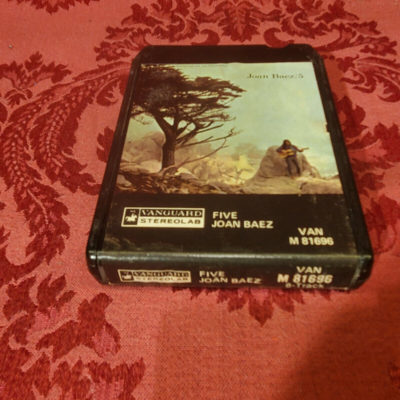 Joan Baez/5
VANGUARD
STEREOLAB
FIVE
JOAN BAEZ
VAN
M 81696
VANGUARD
STEREOLAB
FIVE
JOAN BAEZ
VAN
M 81696
8-Track